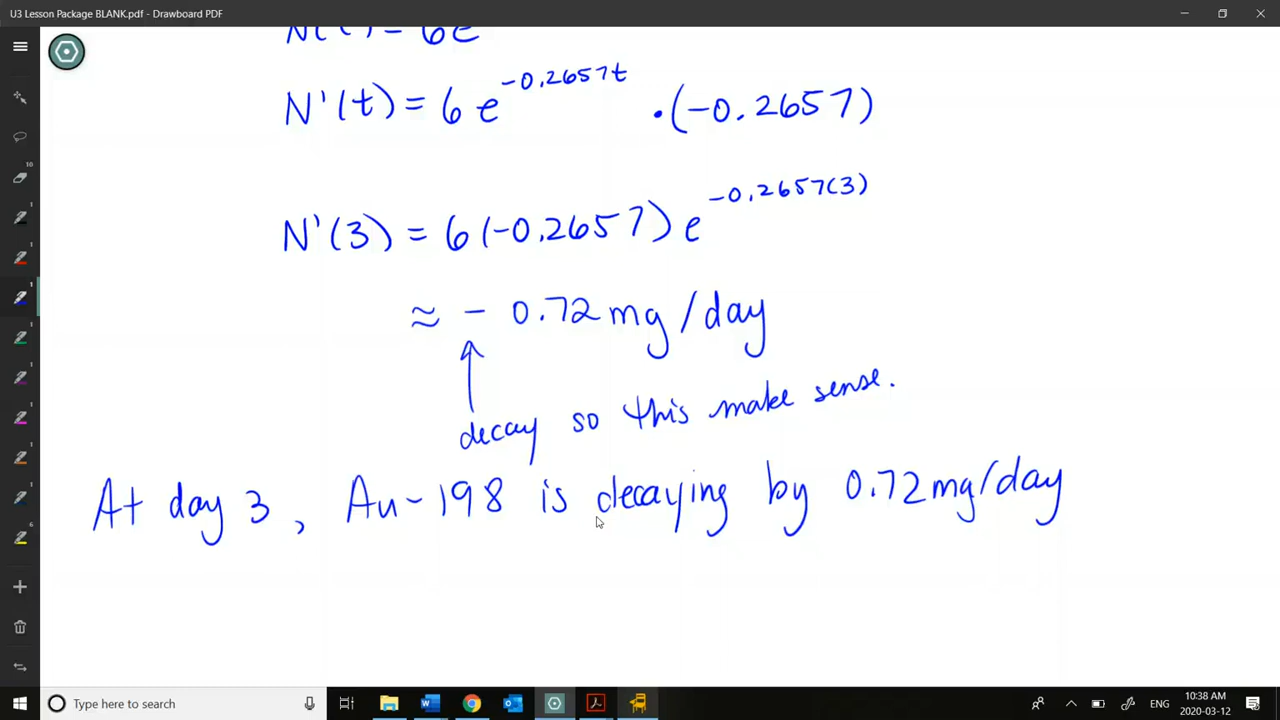 U3 Lesson Package BLANK.pdf - Drawboard PDF
N'(t) = 6e^{-0.2657t} · (-0.2657)
N'(3) = 6(-0.2657)e^{-0.2657(3)}
≈ - 0.72 mg/day
decay so this make sense.
At day 3, Au-198 is decaying by 0.72 mg/day
Type here to search
ENG
10:38 AM
2020-03-12